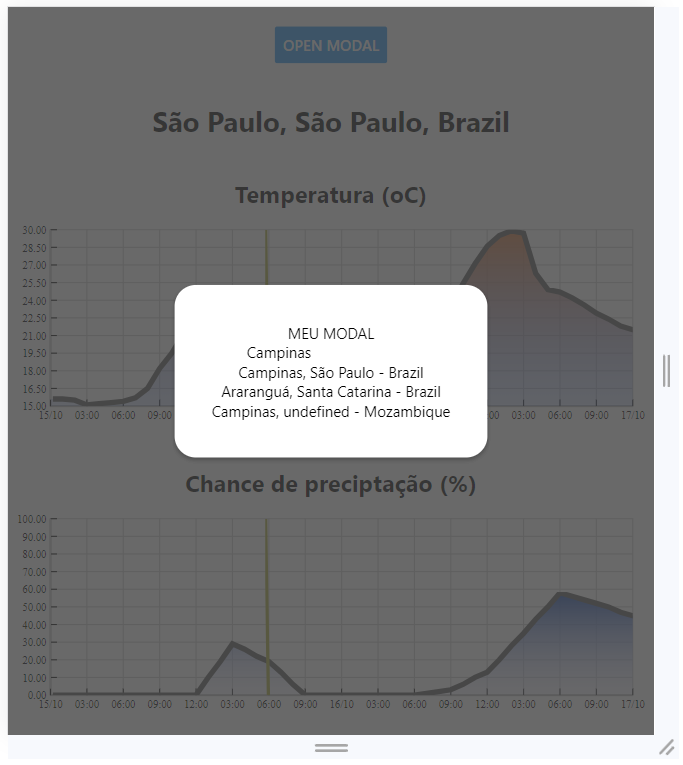 OPEN MODAL
São Paulo, São Paulo, Brazil
Temperatura (oC)
30.00
28.50
27.00
25.50
24.00
22.50
21.00
19.50
18.00
16.50
15.00
15/10 03:00 06:00 09:00 00 03:00 06:00 09:00 17/10
MEU MODAL
Campinas
Campinas, São Paulo - Brazil
Araranguá, Santa Catarina - Brazil
Campinas, undefined - Mozambique
Chance de preciptação (%)
100.00
90.00
80.00
70.00
60.00
50.00
40.00
30.00
20.00
10.00
0.00
15/10 03:00 06:00 09:00 12:00 03:00 06:00 09:00 16/10 03:00 06:00 09:00 12:00 03:00 06:00 09:00 17/10